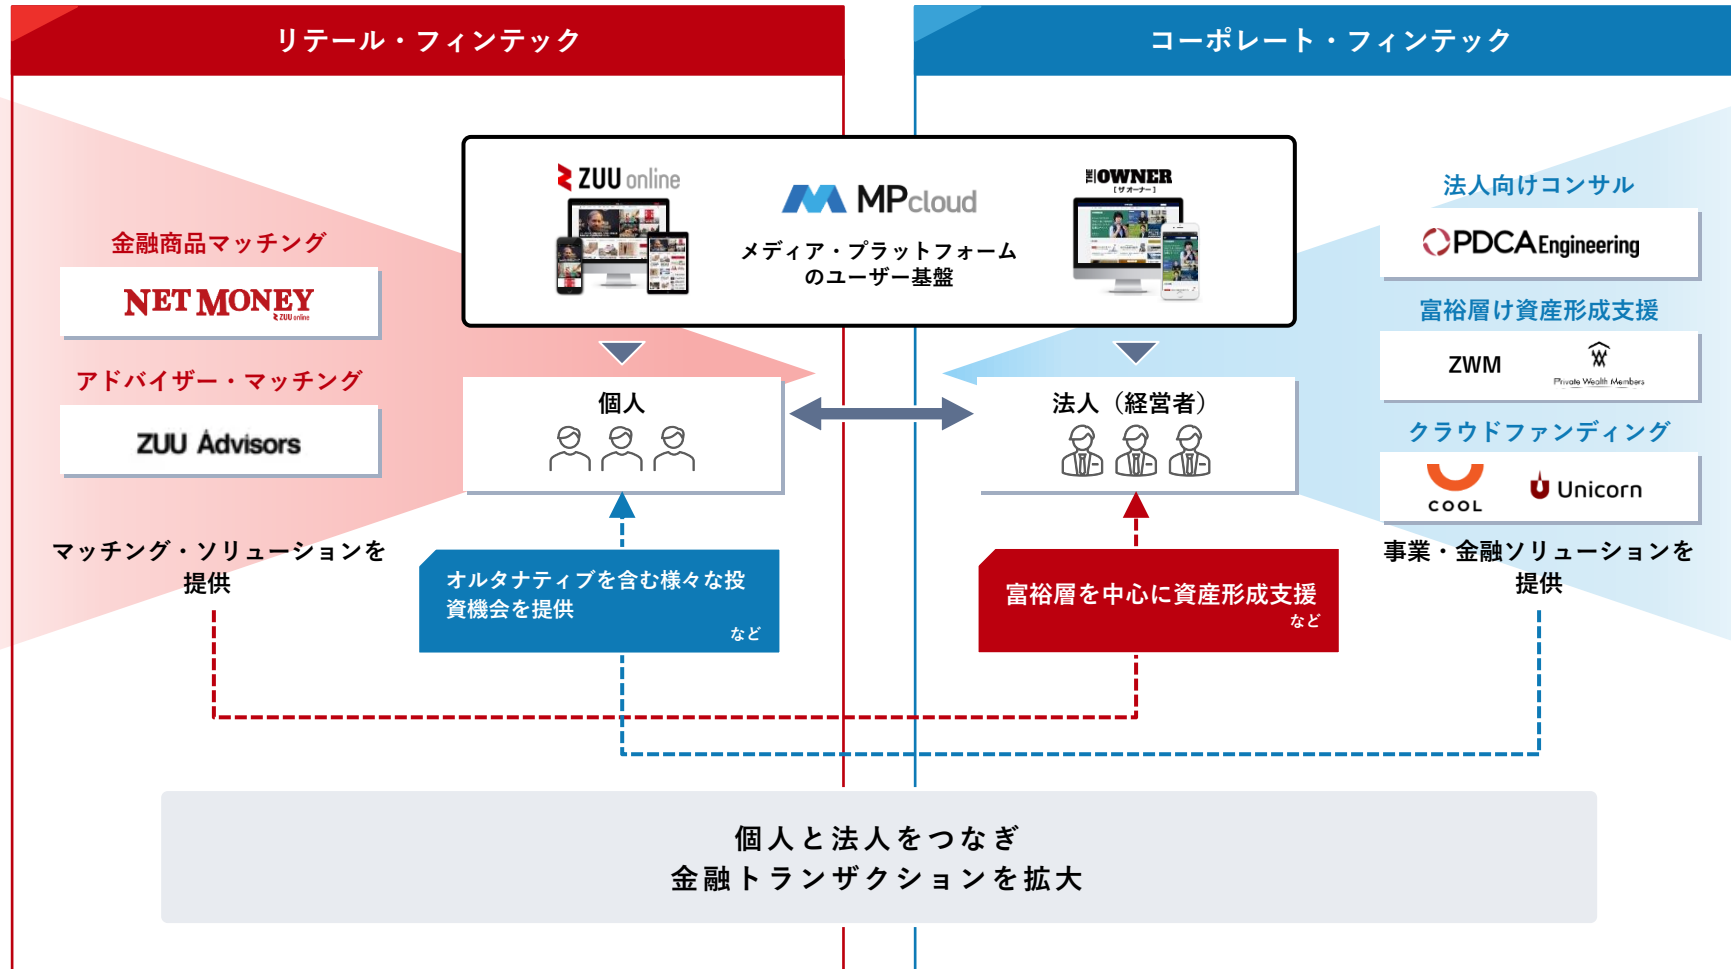 リテール・フィンテック
コーポレート・フィンテック
ZUU online
MPcloud
メディア・プラットフォーム
のユーザー基盤
THE OWNER
[ザ オーナー]
金融商品マッチング
NET MONEY
ZUU online
アドバイザー・マッチング
ZUU Advisors
マッチング・ソリューションを
提供
個人
法人（経営者）
法人向けコンサル
PDCA Engineering
富裕層け資産形成支援
ZWM
Private Wealth Members
クラウドファンディング
COOL
Unicorn
事業・金融ソリューションを
提供
オルタナティブを含む様々な投
資機会を提供
など
富裕層を中心に資産形成支援
など
個人と法人をつなぎ
金融トランザクションを拡大